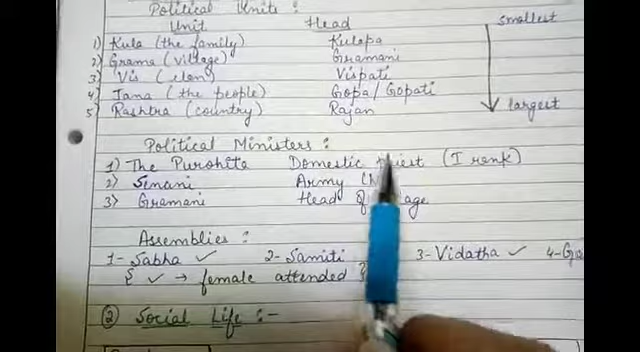 Political Units :
Unit Head smallest
1) Kula (the family) Kulapa
2) Grama (village) Gramani
3) Vis (clan) Vispati
4) Jana (the people) Gopa/Gopati
5) Rashtra (country) Rajan largest
Political Ministers :
1) The Purohita Domestic priest (I rank)
2) Senani Army
3) Gramani Head of
Assemblies :
1- Sabha ✓ 2- Samiti 3- Vidatha ✓ 4-
{ ✓ → female attended }
② Social Life :-